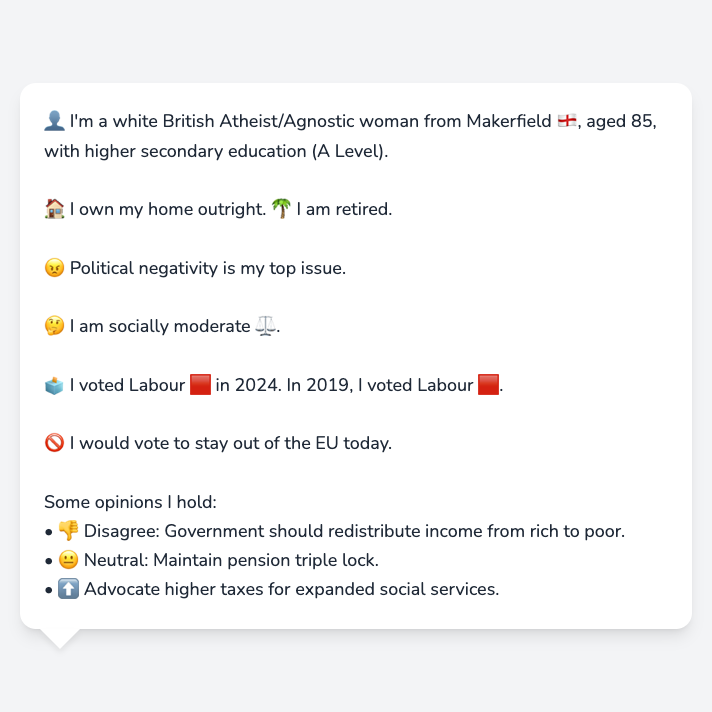 👤 I'm a white British Atheist/Agnostic woman from Makerfield 🏴󠁧󠁢󠁥󠁮󠁧󠁿, aged 85,
with higher secondary education (A Level).
🏠 I own my home outright. 🌴 I am retired.
😠 Political negativity is my top issue.
🤔 I am socially moderate ⚖️.
🗳️ I voted Labour 🟥 in 2024. In 2019, I voted Labour 🟥.
🚫 I would vote to stay out of the EU today.
Some opinions I hold:
• 👎 Disagree: Government should redistribute income from rich to poor.
• 😐 Neutral: Maintain pension triple lock.
• ⬆️ Advocate higher taxes for expanded social services.